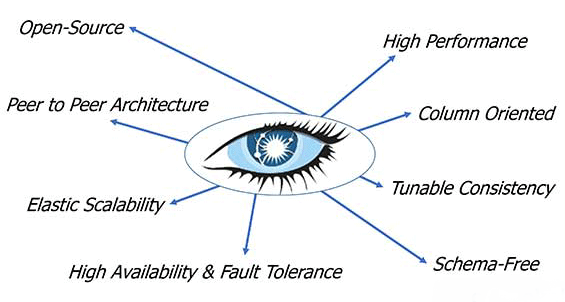 Open-Source
High Performance
Peer to Peer Architecture
Column Oriented
Elastic Scalability
Tunable Consistency
High Availability & Fault Tolerance
Schema-Free